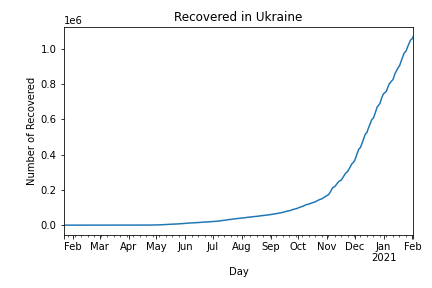 Recovered in Ukraine
1e6
1.0
0.8
0.6
0.4
0.2
0.0
Number of Recovered
Feb Mar Apr May Jun Jul Aug Sep Oct Nov Dec Jan Feb
2021
Day